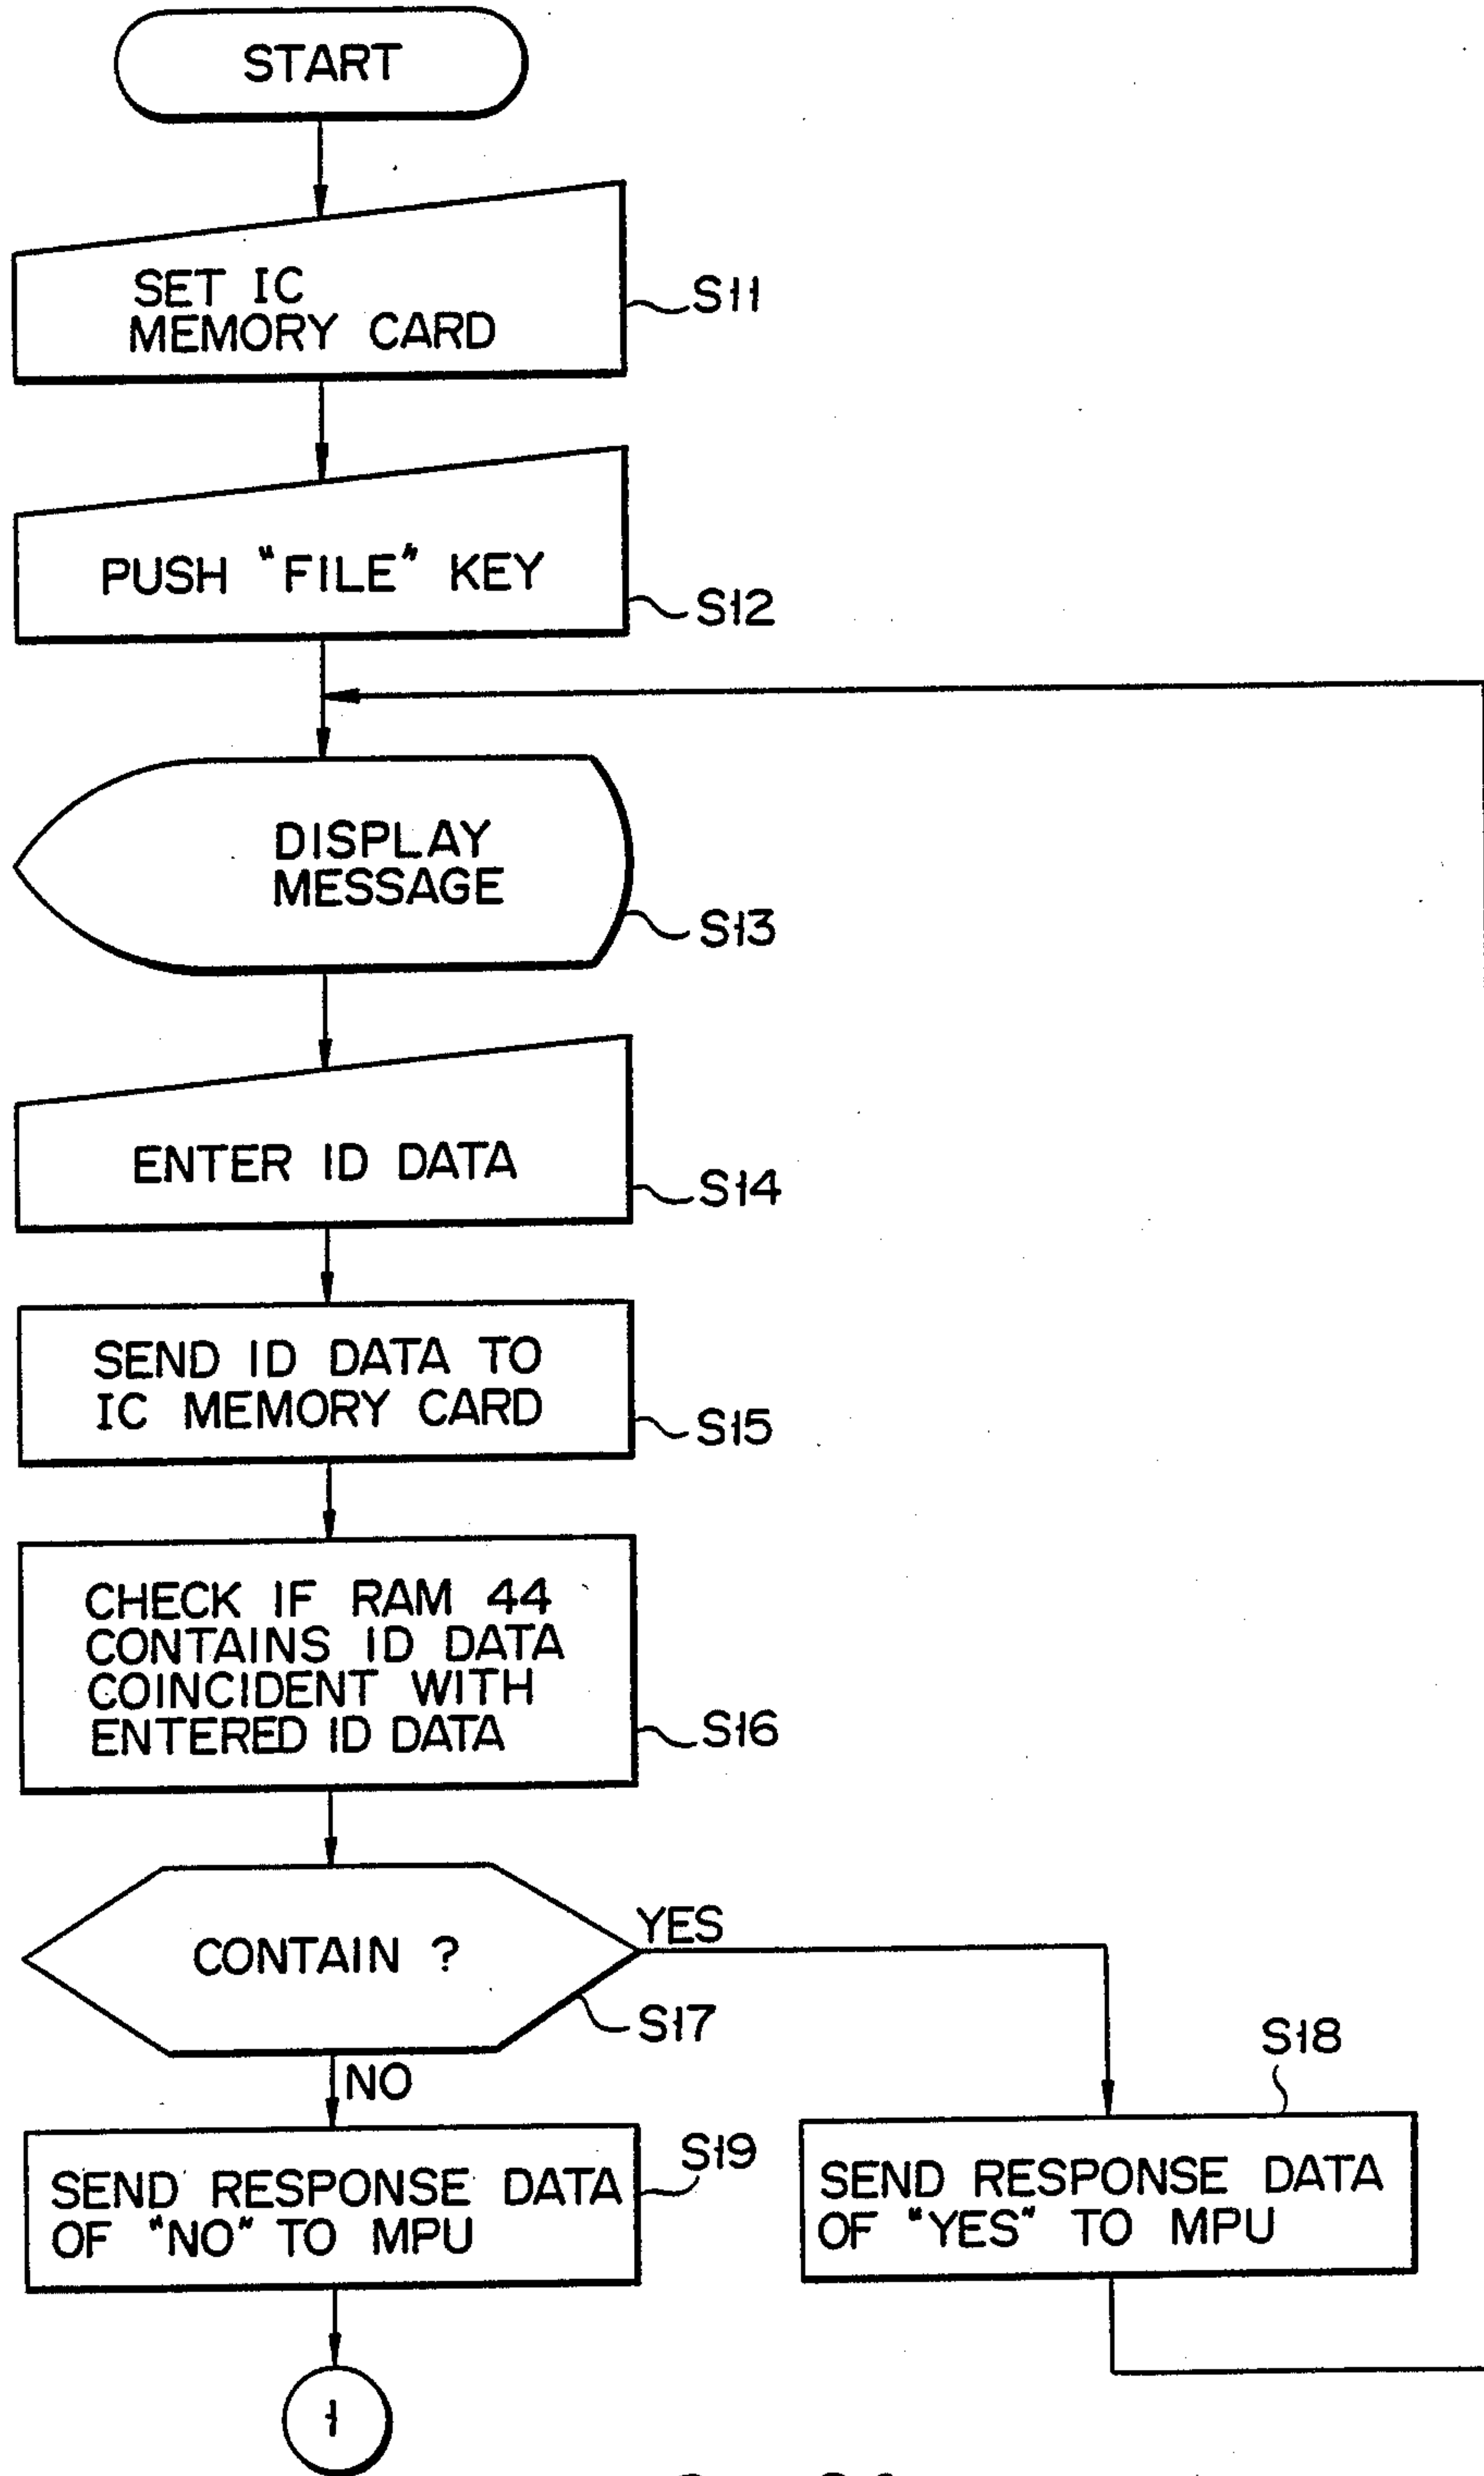 START
SET IC
MEMORY CARD
S11
PUSH "FILE" KEY
S12
DISPLAY
MESSAGE
S13
ENTER ID DATA
S14
SEND ID DATA TO
IC MEMORY CARD
S15
CHECK IF RAM 44
CONTAINS ID DATA
COINCIDENT WITH
ENTERED ID DATA
S16
CONTAIN ?
YES
S17
NO
S18
SEND RESPONSE DATA
OF "NO" TO MPU
S19
SEND RESPONSE DATA
OF "YES" TO MPU
1